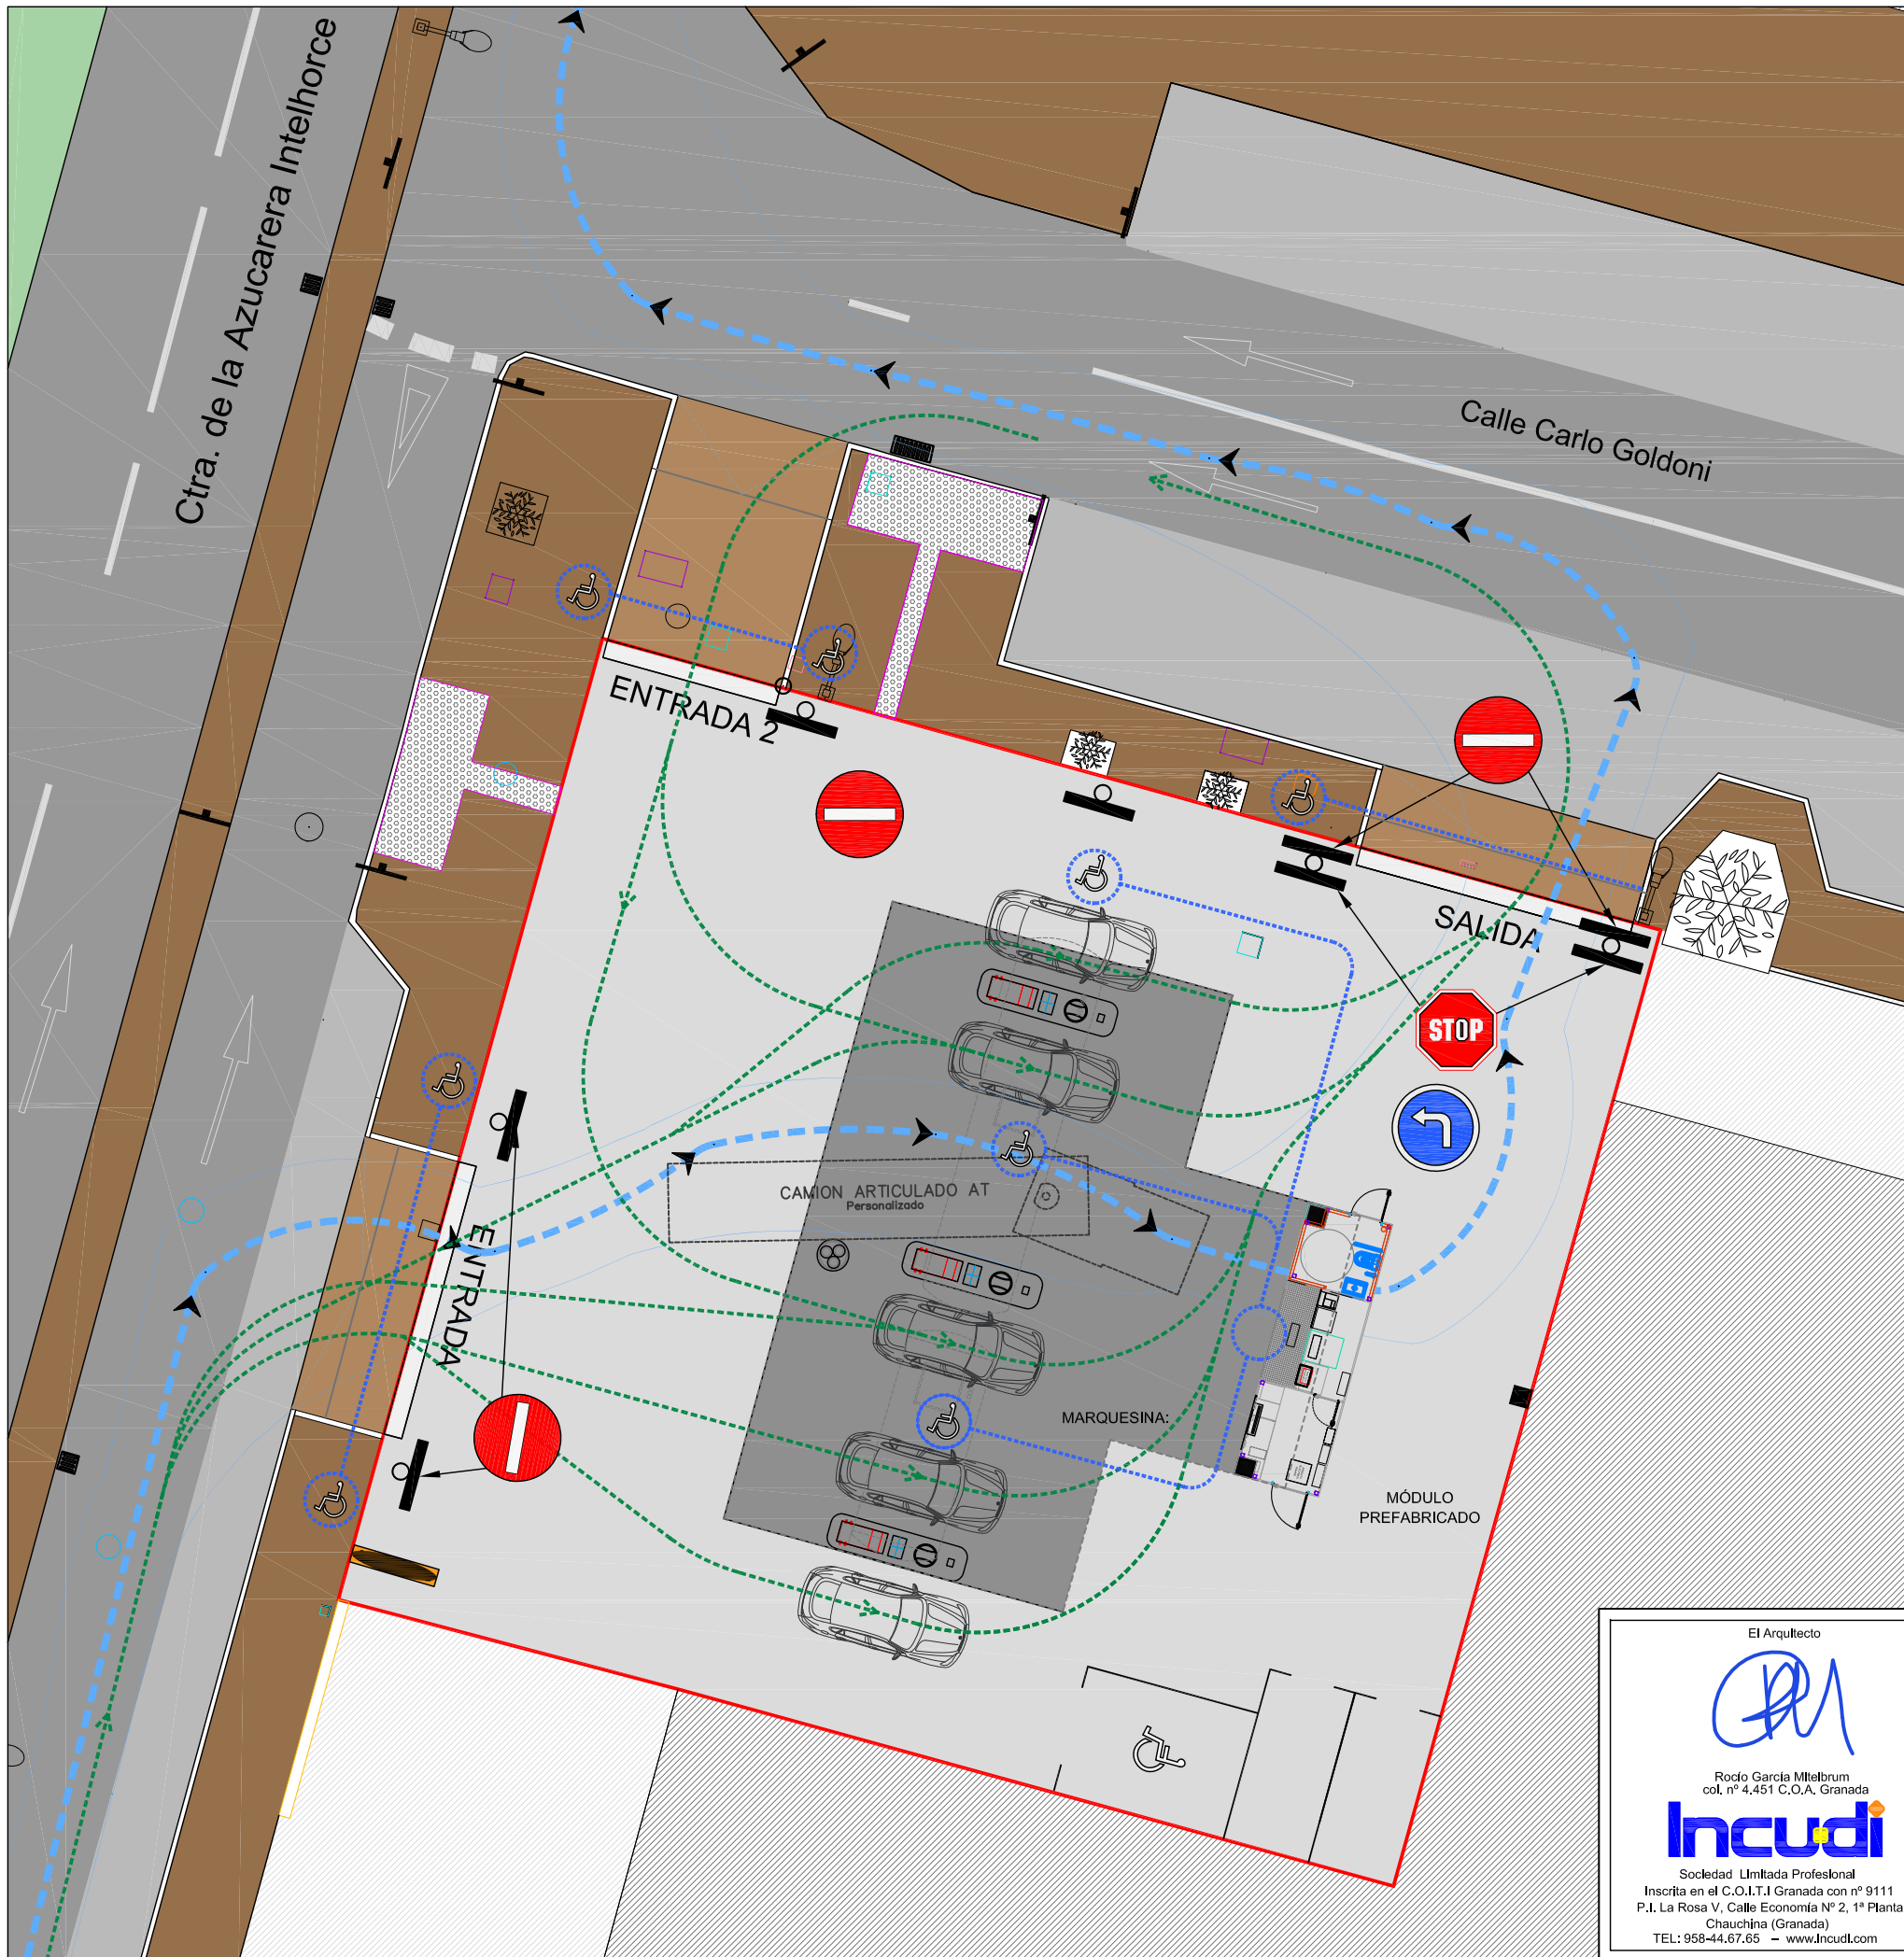 Ctra. de la Azucarera Intelhorce
Calle Carlo Goldoni
ENTRADA 2
SALIDA
STOP
CAMION ARTICULADO AT
Personalizado
ENTRADA
MARQUESINA:
MÓDULO
PREFABRICADO
El Arquitecto
Rocío García Mitelbrum
col. nº 4.451 C.O.A. Granada
Incudi
Sociedad Limitada Profesional
Inscrita en el C.O.I.T.I Granada con nº 9111
P.I. La Rosa V, Calle Economía Nº 2, 1ª Planta
Chauchina (Granada)
TEL: 958-44.67.65 – www.Incudi.com